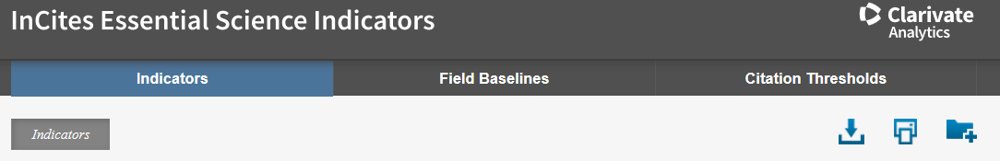 InCites Essential Science Indicators
Clarivate
Analytics
Indicators
Field Baselines
Citation Thresholds
Indicators